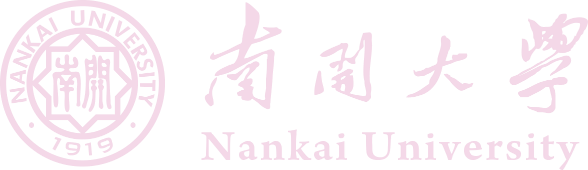 NANKAI UNIVERSITY
南開
1919
南開大學
Nankai University